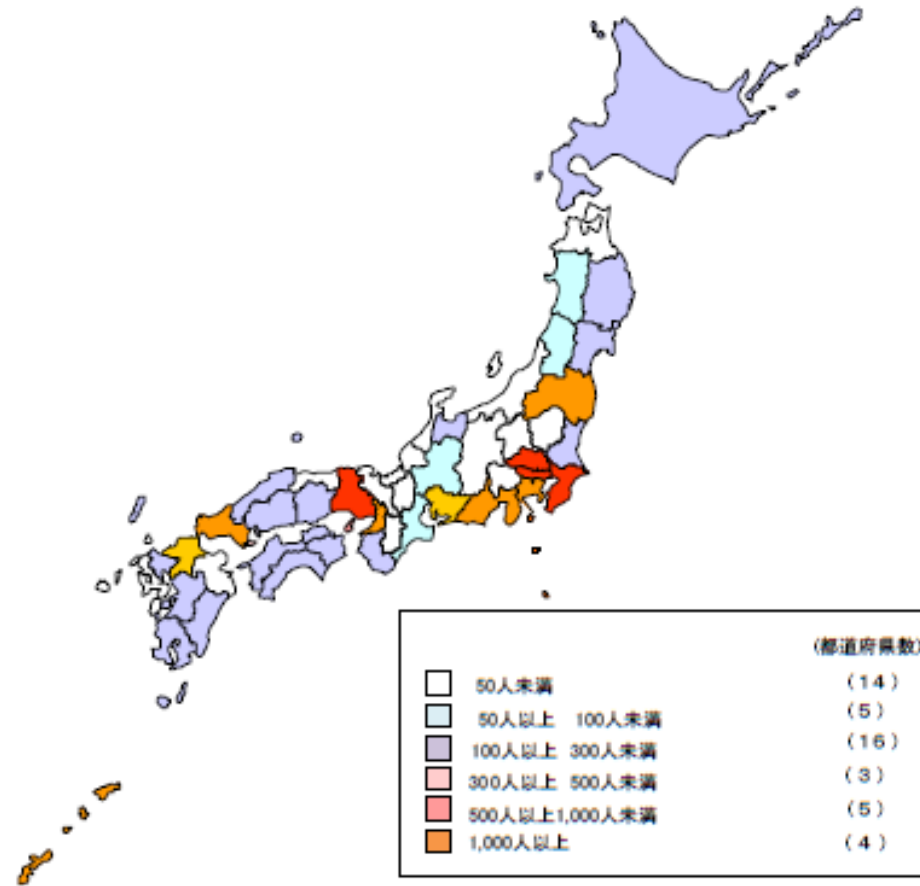 (都道府県数)
50人未満 (14)
50人以上 100人未満 (5)
100人以上 300人未満 (16)
300人以上 500人未満 (3)
500人以上1,000人未満 (5)
1,000人以上 (4)